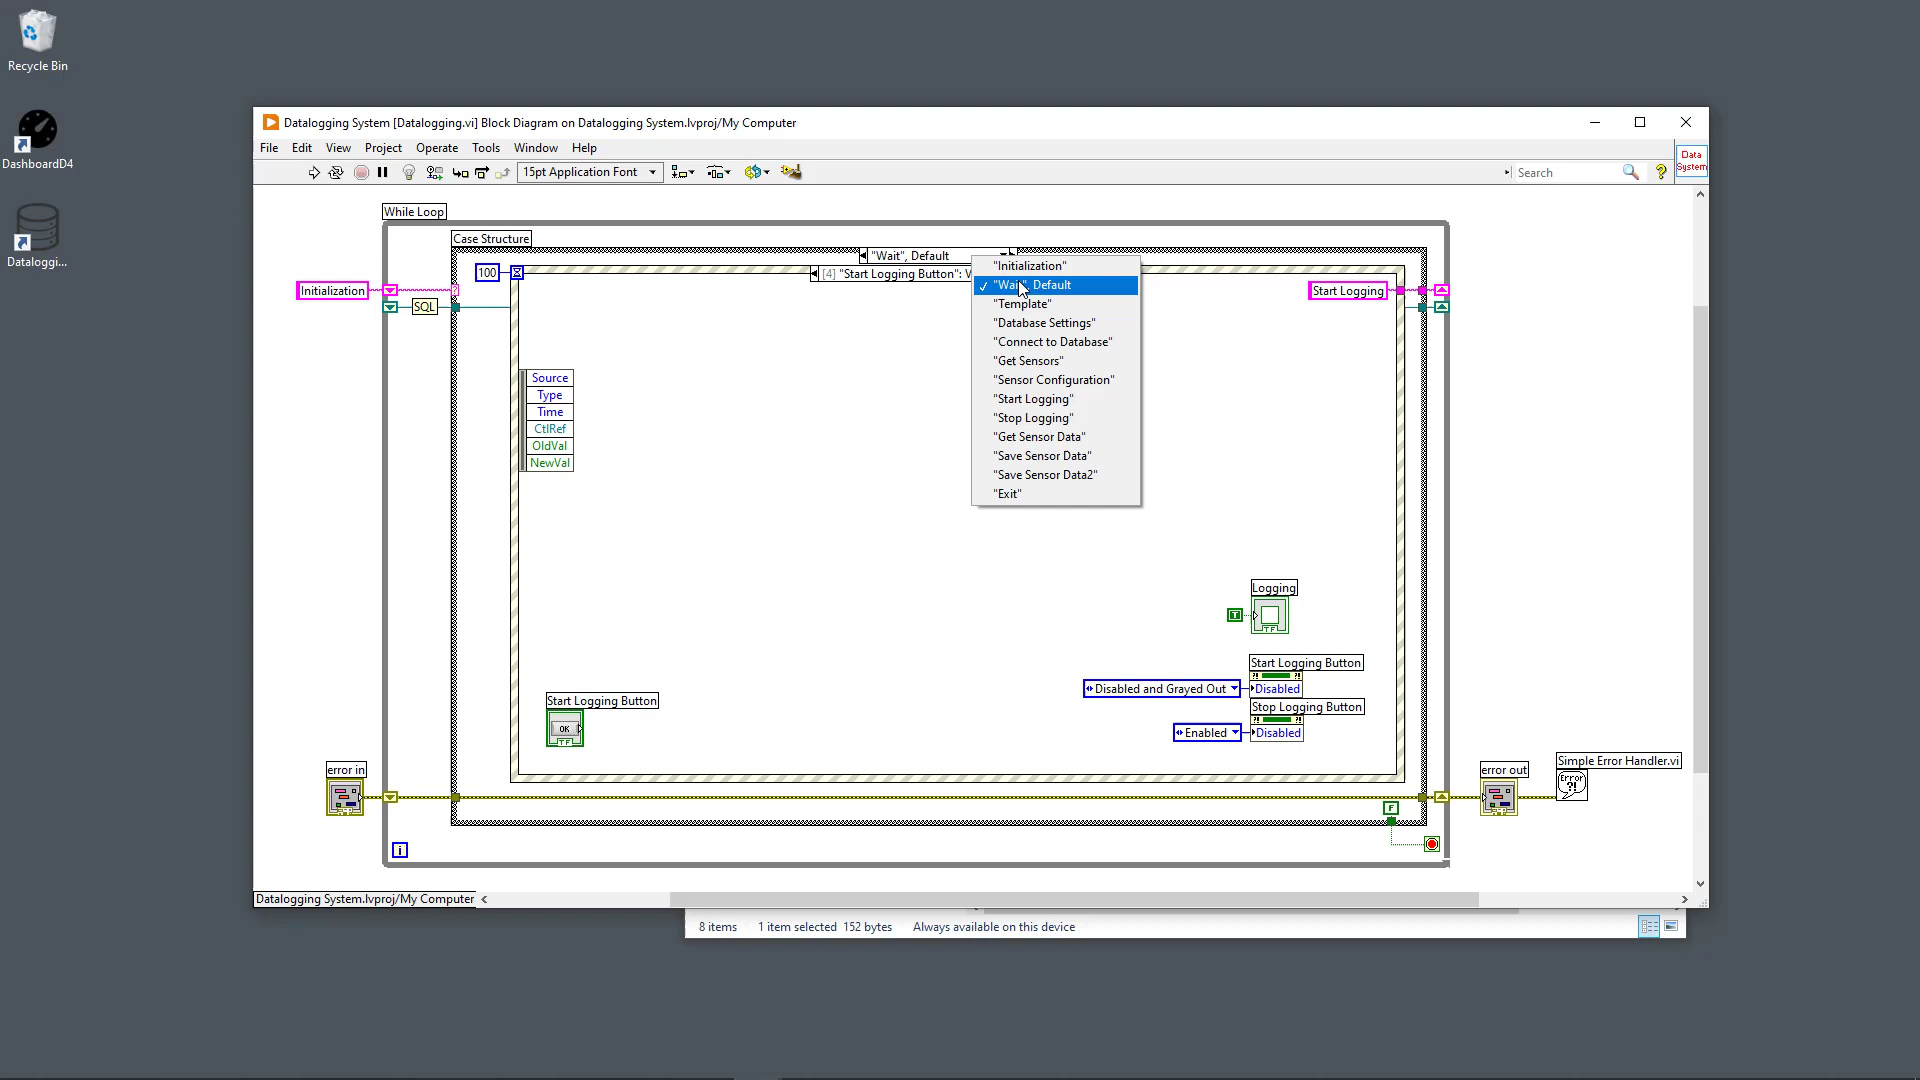 Recycle Bin
DashboardD4
Dataloggi...
Datalogging System [Datalogging.vi] Block Diagram on Datalogging System.lvproj/My Computer
File Edit View Project Operate Tools Window Help
15pt Application Font
Search
Data
System
While Loop
Case Structure
"Wait", Default
100
[4] "Start Logging Button": V
Initialization
SQL
Start Logging
"Initialization"
"Wait", Default
"Template"
"Database Settings"
"Connect to Database"
"Get Sensors"
"Sensor Configuration"
"Start Logging"
"Stop Logging"
"Get Sensor Data"
"Save Sensor Data"
"Save Sensor Data2"
"Exit"
Source
Type
Time
CtlRef
OldVal
NewVal
Logging
T
TF
Start Logging Button
Disabled and Grayed Out
Disabled
Stop Logging Button
Enabled
Disabled
Start Logging Button
OK
TF
error in
error out
Simple Error Handler.vi
Error
?!
F
i
Datalogging System.lvproj/My Computer
8 items 1 item selected 152 bytes Always available on this device